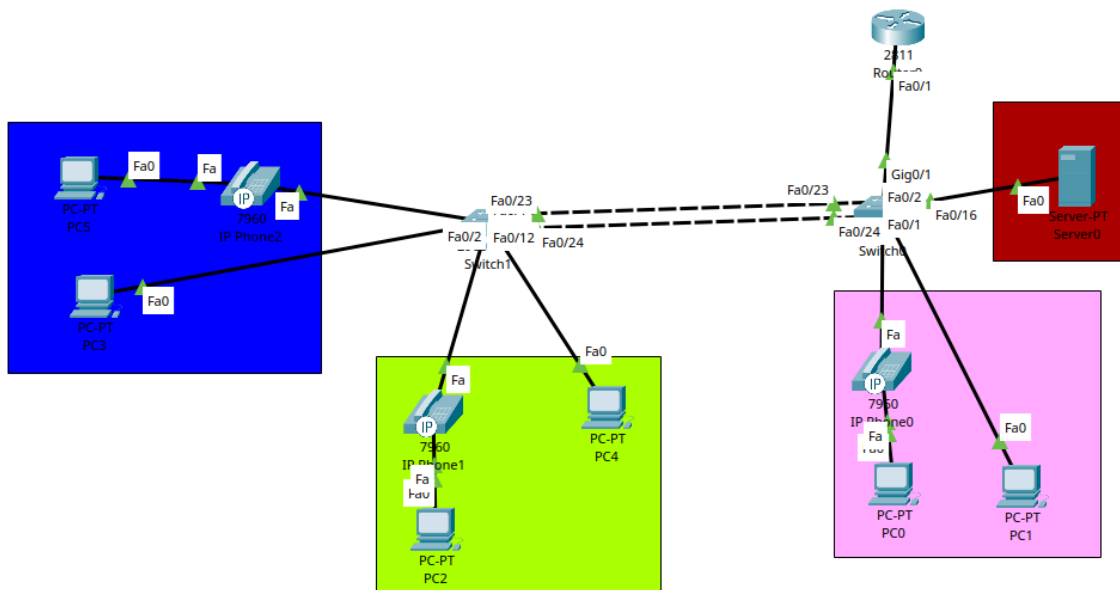 2811
Router0
Fa0/1
Gig0/1
Fa0/2
Fa0/16
Fa0
Server-PT
Server0
Fa0/23
Fa0/24
Fa0/1
Switch0
Fa0
Fa
PC-PT
PC5
IP
7960
IP Phone2
Fa
Fa0/23
Fa0/2
Fa0/12
Fa0/24
Switch1
Fa0
PC-PT
PC3
Fa
IP
7960
IP Phone1
Fa
Fa0
PC-PT
PC2
Fa0
PC-PT
PC4
Fa
IP
7960
IP Phone0
Fa
Fa0
PC-PT
PC0
Fa0
PC-PT
PC1